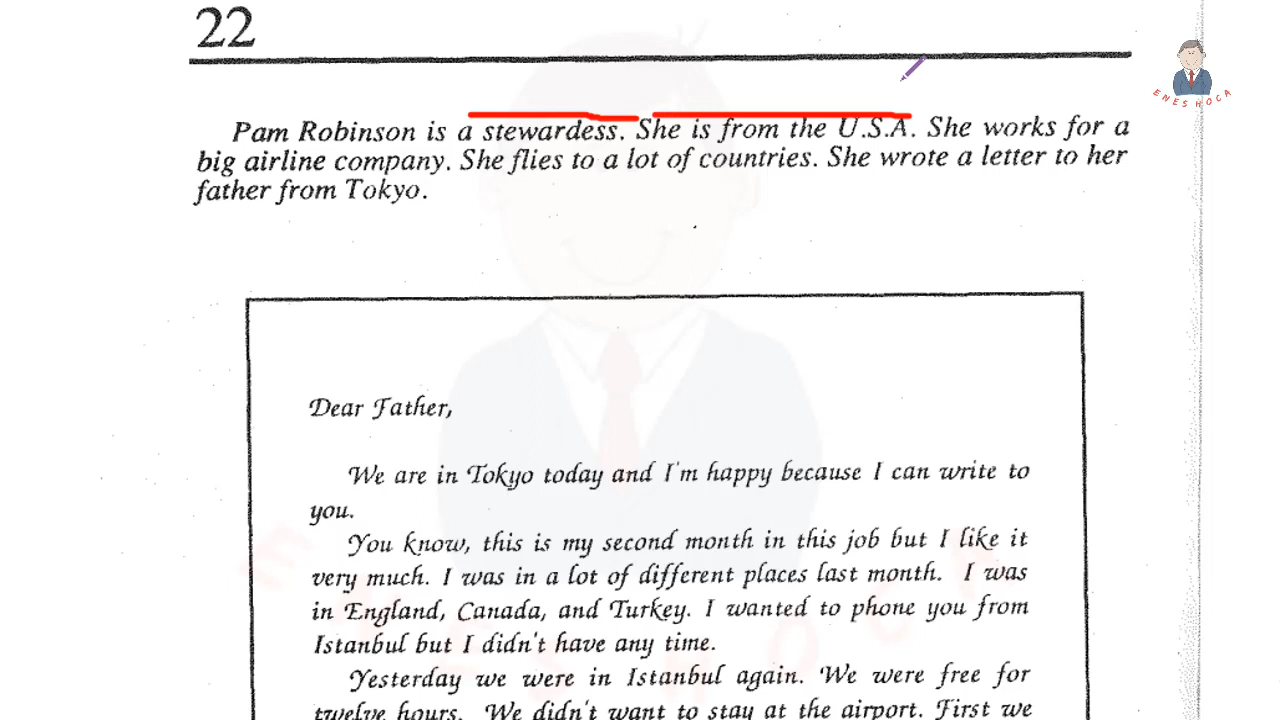 22
ENES HOCA
Pam Robinson is a stewardess. She is from the U.S.A. She works for a
big airline company. She flies to a lot of countries. She wrote a letter to her
father from Tokyo.
Dear Father,
We are in Tokyo today and I'm happy because I can write to
you.
You know, this is my second month in this job but I like it
very much. I was in a lot of different places last month. I was
in England, Canada, and Turkey. I wanted to phone you from
Istanbul but I didn't have any time.
Yesterday we were in Istanbul again. We were free for
twelve hours. We didn't want to stay at the airport. First we